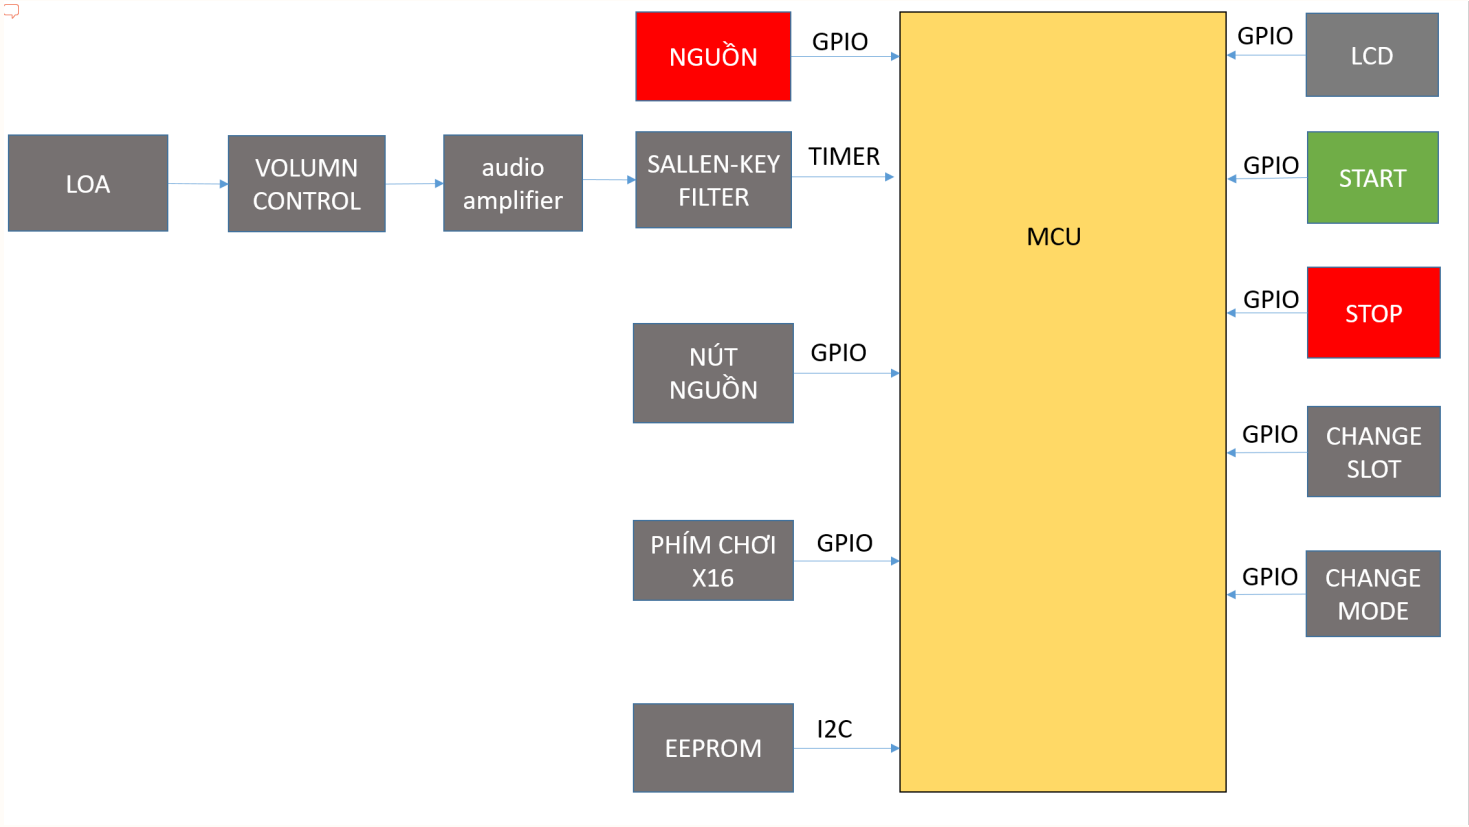 NGUỒN
GPIO
LOA
VOLUMN
CONTROL
audio
amplifier
SALLEN-KEY
FILTER
TIMER
NÚT
NGUỒN
GPIO
PHÍM CHƠI
X16
GPIO
EEPROM
I2C
MCU
GPIO
LCD
GPIO
START
GPIO
STOP
GPIO
CHANGE
SLOT
GPIO
CHANGE
MODE